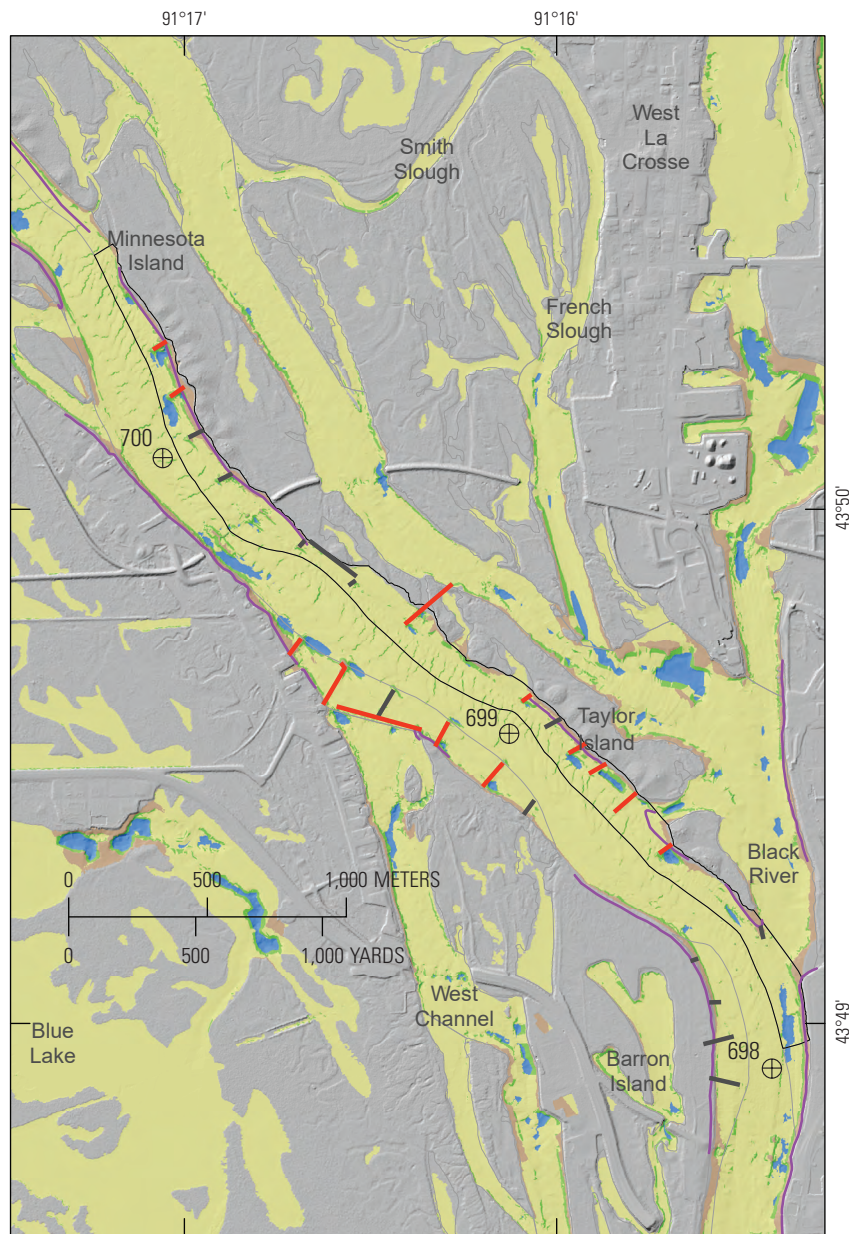 91°17'
91°16'
West
La
Crosse
Smith
Slough
Minnesota
Island
French
Slough
700
43°50'
699
Taylor
Island
Black
River
0
500
1,000 METERS
0
500
1,000 YARDS
West
Channel
43°49'
Blue
Lake
698
Barron
Island